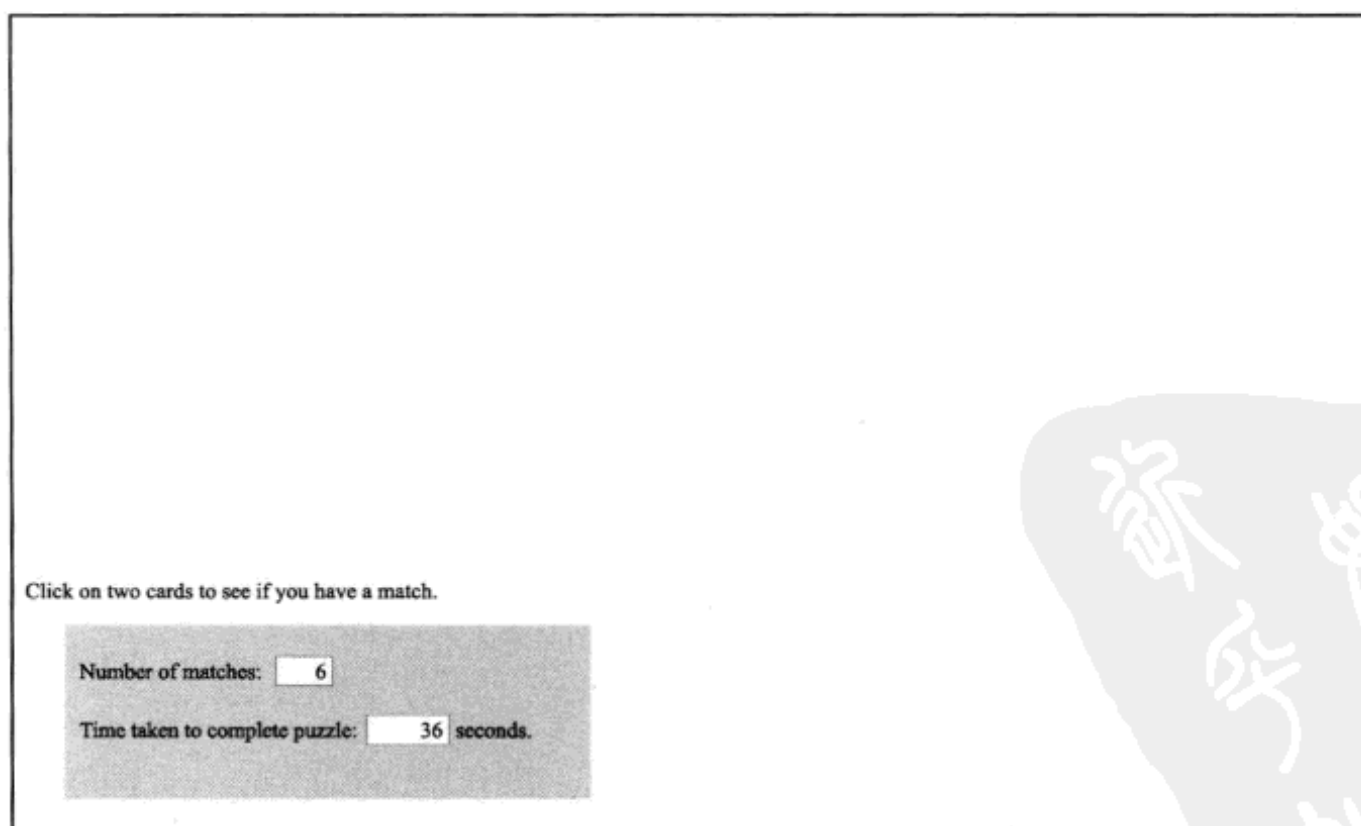 Click on two cards to see if you have a match.
Number of matches: 6
Time taken to complete puzzle: 36 seconds.